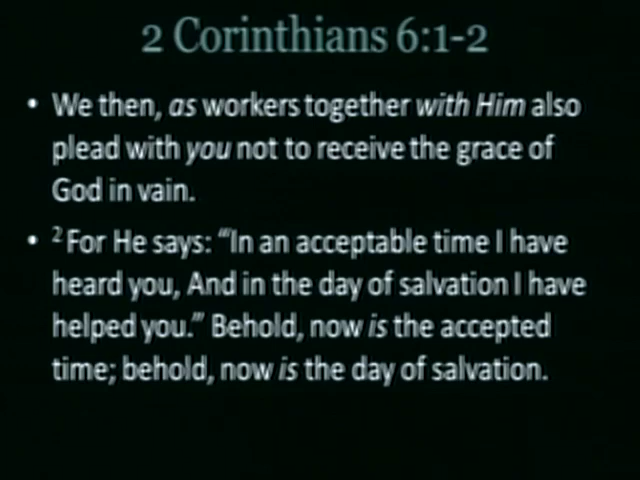 2 Corinthians 6:1-2
• We then, as workers together with Him also
plead with you not to receive the grace of
God in vain.
• 2 For He says: “‘In an acceptable time I have
heard you, And in the day of salvation I have
helped you.” Behold, now is the accepted
time; behold, now is the day of salvation.